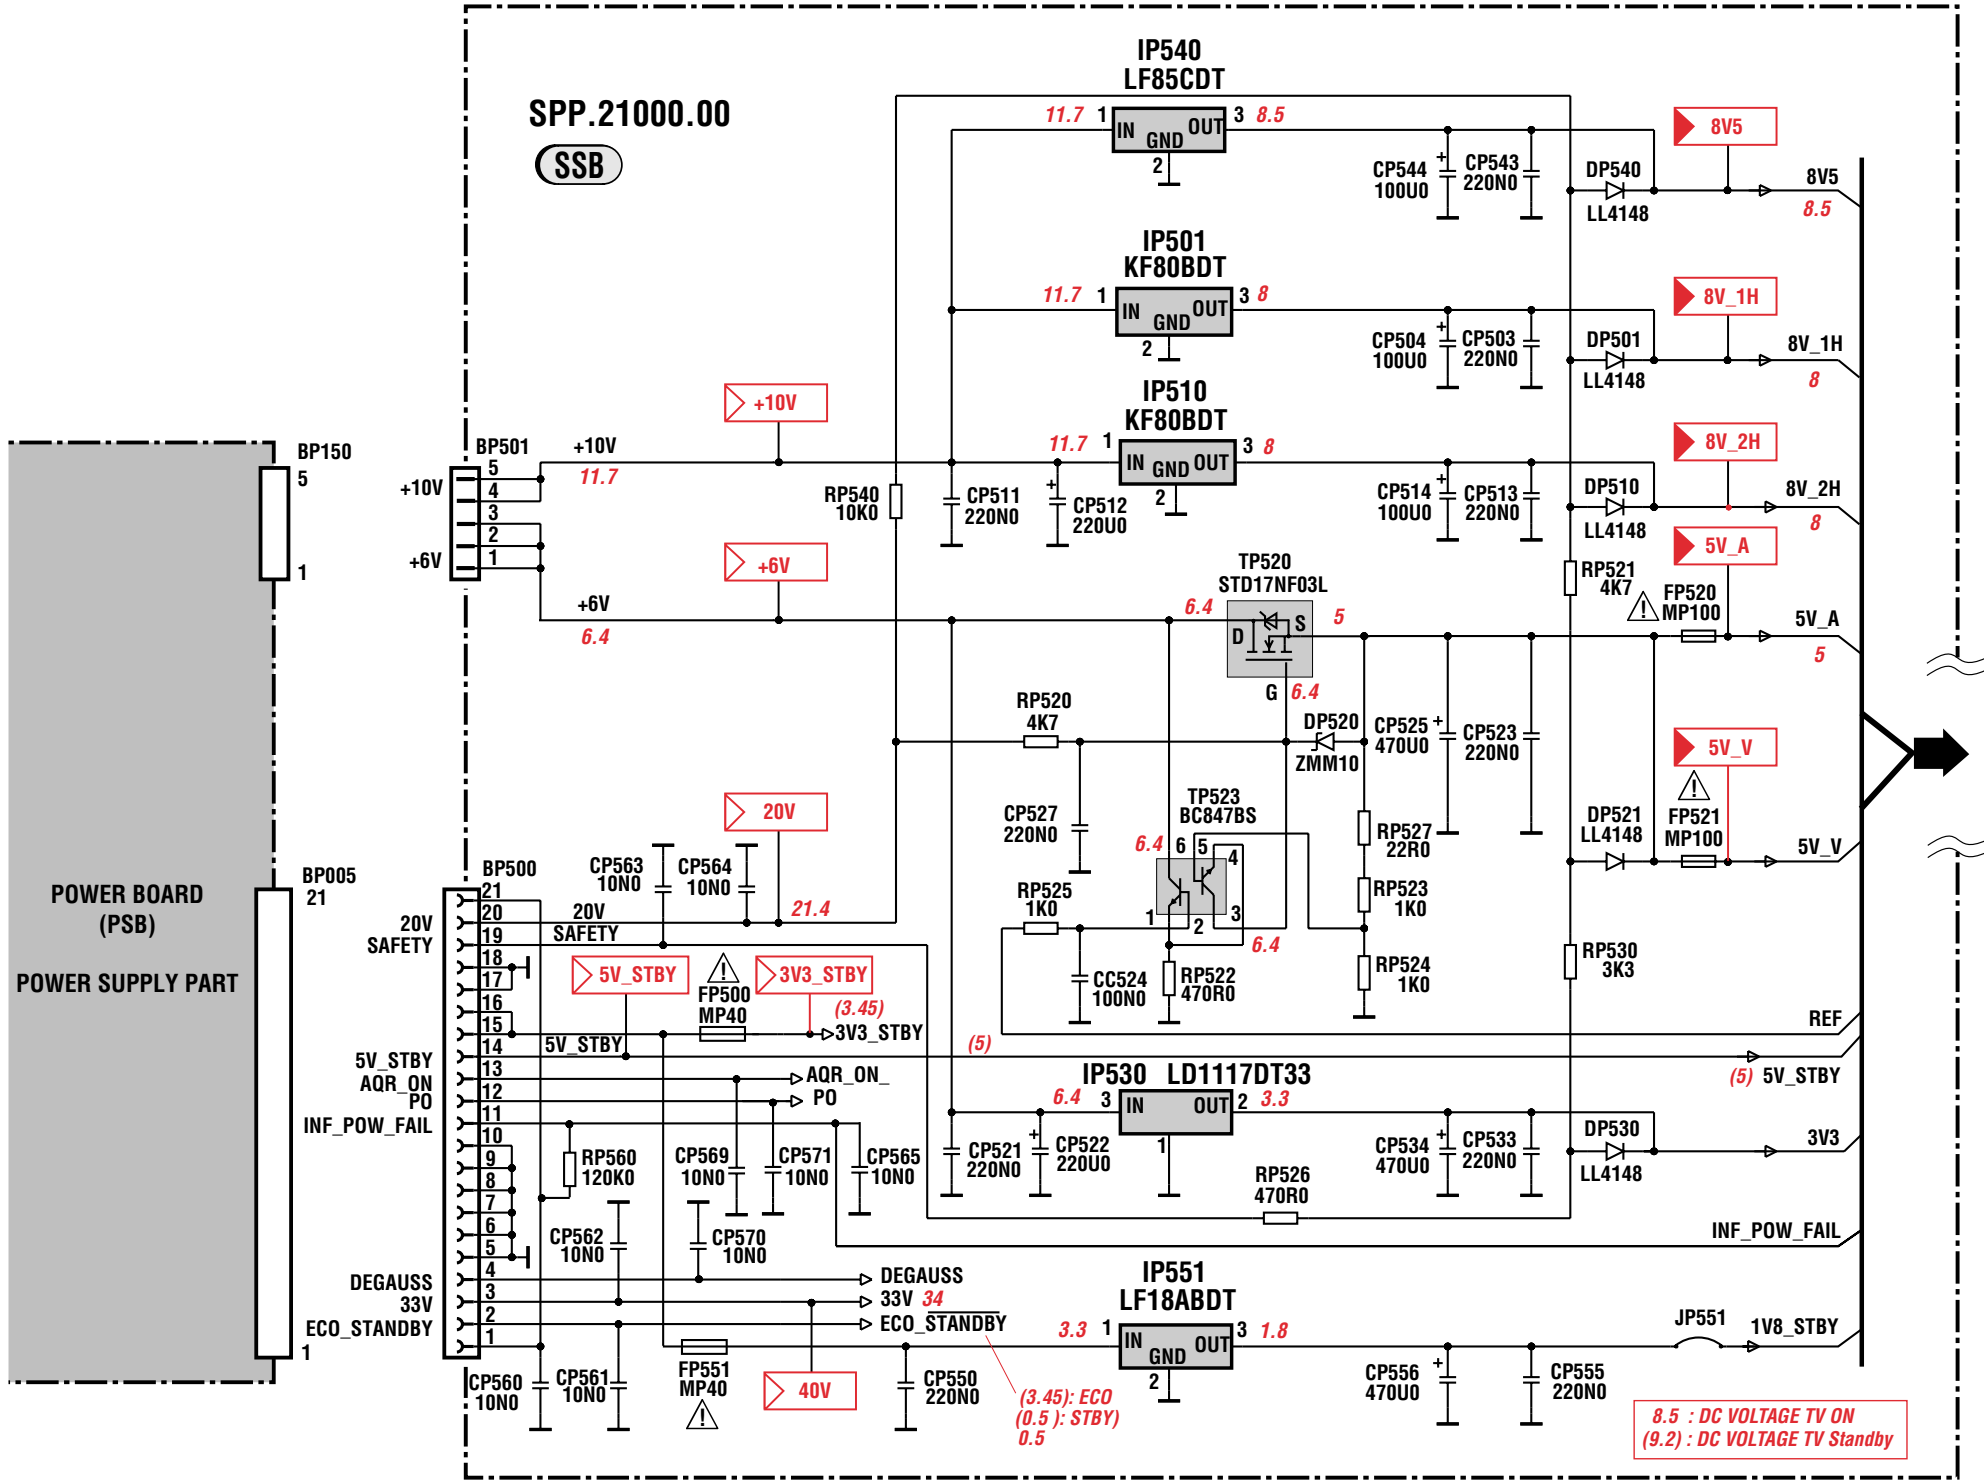 IP540
LF85CDT
SPP.21000.00
SSB
11.7 1 IN GND OUT 3 8.5
2
CP544
100U0
+
CP543
220N0
DP540
LL4148
8V5
8V5
8.5
IP501
KF80BDT
11.7 1 IN GND OUT 3 8
2
CP504
100U0
+
CP503
220N0
DP501
LL4148
8V_1H
8V_1H
8
IP510
KF80BDT
11.7 1 IN GND OUT 3 8
2
+10V
BP150
5
1
BP501
5
4
3
2
1
+10V
+6V
+10V
11.7
RP540
10K0
CP511
220N0
+
CP512
220U0
CP514
100U0
+
CP513
220N0
DP510
LL4148
8V_2H
8V_2H
8
5V_A
+6V
+6V
6.4
TP520
STD17NF03L
6.4
D S
G 6.4
5
RP521
4K7
FP520
MP100
!
5V_A
5
RP520
4K7
DP520
ZMM10
CP525
470U0
+
CP523
220N0
5V_V
!
FP521
MP100
5V_V
DP521
LL4148
20V
CP527
220N0
TP523
BC847BS
6.4 6 5 4
1 2 3
6.4
RP527
22R0
RP523
1K0
RP524
1K0
RP525
1K0
CC524
100N0
RP522
470R0
RP530
3K3
POWER BOARD
(PSB)
POWER SUPPLY PART
BP005
21
1
BP500
21
20
19
18
17
16
15
14
13
12
11
10
9
8
7
6
5
4
3
2
1
20V
SAFETY
5V_STBY
AQR_ON
PO
INF_POW_FAIL
DEGAUSS
33V
ECO_STANDBY
CP563
10N0
CP564
10N0
20V
21.4
SAFETY
5V_STBY
!
FP500
MP40
3V3_STBY
(3.45)
3V3_STBY
5V_STBY
(5)
REF
(5) 5V_STBY
AQR_ON_
PO
IP530 LD1117DT33
6.4 3 IN OUT 2 3.3
1
RP560
120K0
CP569
10N0
CP571
10N0
CP565
10N0
CP521
220N0
+
CP522
220U0
CP534
470U0
+
CP533
220N0
DP530
LL4148
3V3
RP526
470R0
CP562
10N0
CP570
10N0
INF_POW_FAIL
DEGAUSS
33V 34
ECO_STANDBY
IP551
LF18ABDT
3.3 1 IN GND OUT 3 1.8
2
JP551
1V8_STBY
CP560
10N0
CP561
10N0
FP551
MP40
!
40V
CP550
220N0
(3.45): ECO
(0.5 ): STBY)
0.5
CP556
470U0
+
CP555
220N0
8.5 : DC VOLTAGE TV ON
(9.2) : DC VOLTAGE TV Standby